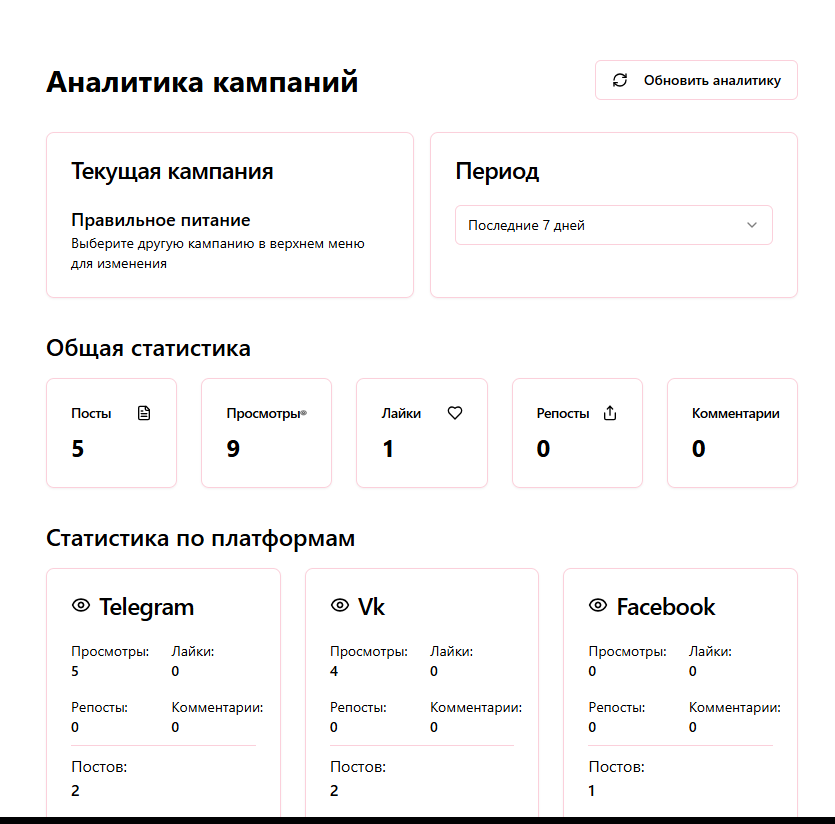 Аналитика кампаний
Обновить аналитику
Текущая кампания
Правильное питание
Выберите другую кампанию в верхнем меню
для изменения
Период
Последние 7 дней
Общая статистика
Посты
5
Просмотры
9
Лайки
1
Репосты
0
Комментарии
0
Статистика по платформам
Telegram
Просмотры: Лайки:
5 0
Репосты: Комментарии:
0 0
Постов:
2
Vk
Просмотры: Лайки:
4 0
Репосты: Комментарии:
0 0
Постов:
2
Facebook
Просмотры: Лайки:
0 0
Репосты: Комментарии:
0 0
Постов:
1